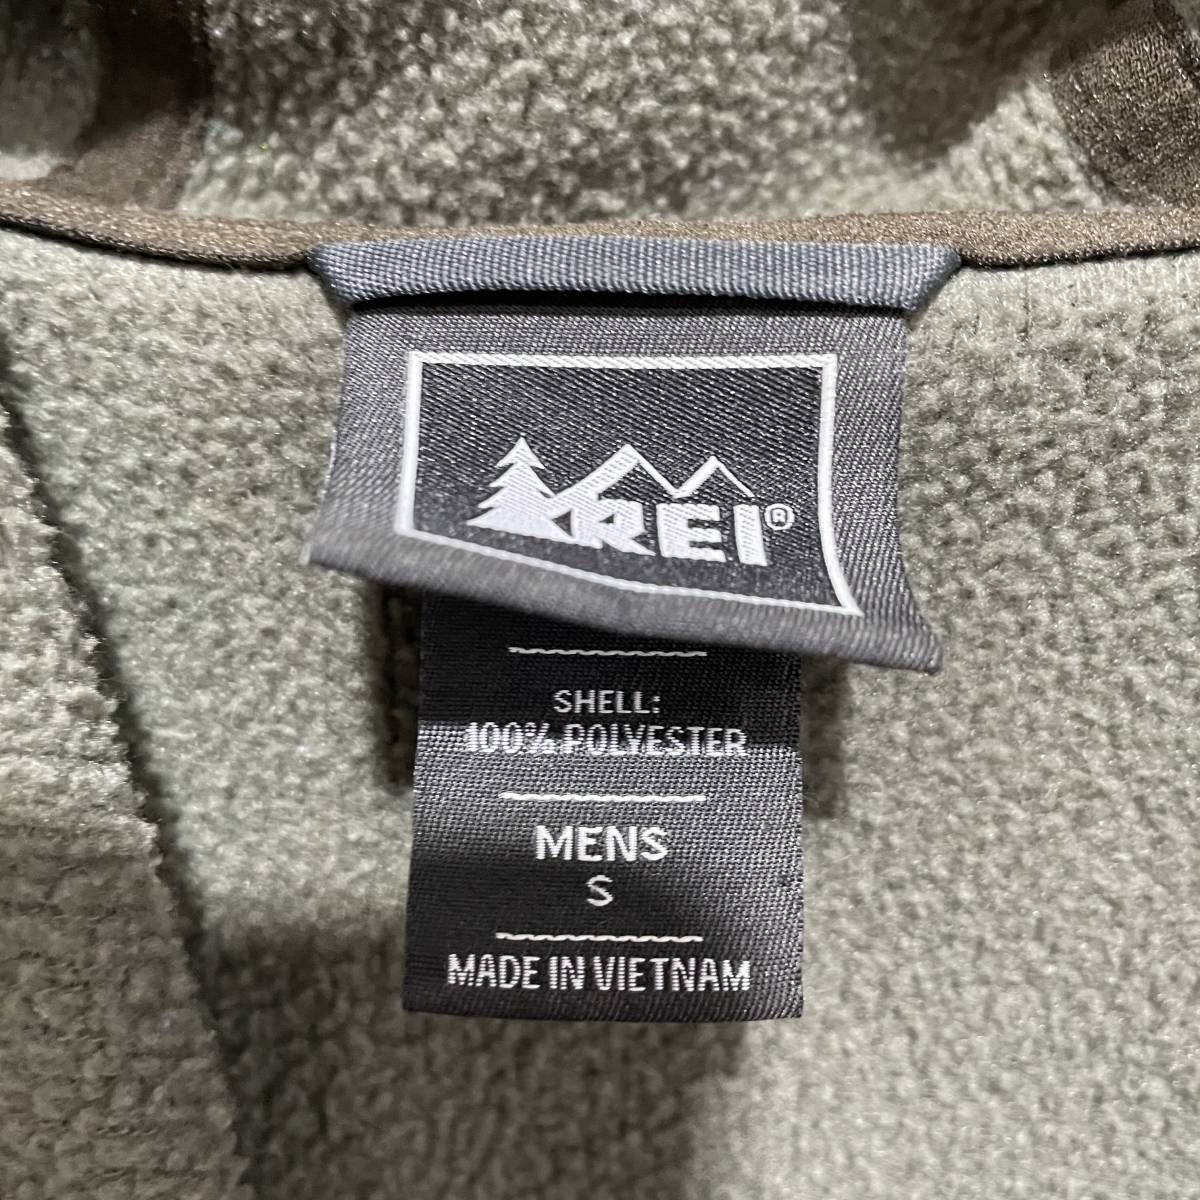 REI®
SHELL:
100% POLYESTER
MENS
S
MADE IN VIETNAM